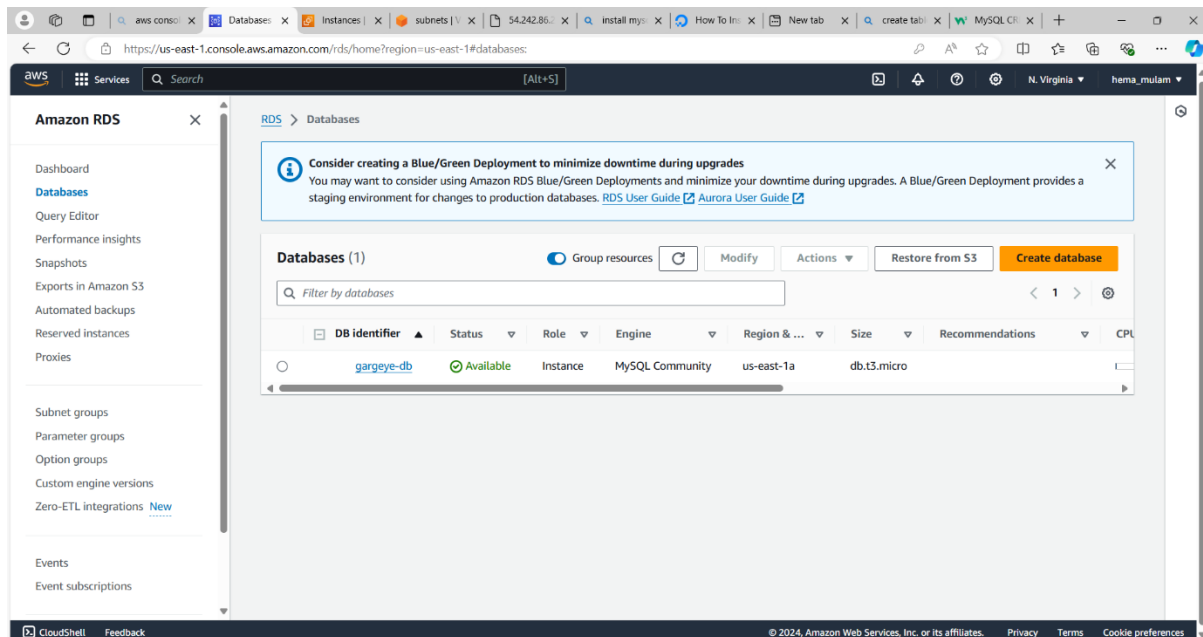 aws consol
Databases
Instances |
subnets | V
54.242.86.2
install mys
How To Ins
New tab
create tabl
MySQL CR
https://us-east-1.console.aws.amazon.com/rds/home?region=us-east-1#databases:
aws
Services
Search
[Alt+S]
N. Virginia
hema_mulam
Amazon RDS
Dashboard
Databases
Query Editor
Performance insights
Snapshots
Exports in Amazon S3
Automated backups
Reserved instances
Proxies
Subnet groups
Parameter groups
Option groups
Custom engine versions
Zero-ETL integrations New
Events
Event subscriptions
RDS > Databases
Consider creating a Blue/Green Deployment to minimize downtime during upgrades
You may want to consider using Amazon RDS Blue/Green Deployments and minimize your downtime during upgrades. A Blue/Green Deployment provides a
staging environment for changes to production databases. RDS User Guide Aurora User Guide
Databases (1)
Group resources
Modify
Actions
Restore from S3
Create database
Filter by databases
1
DB identifier Status Role Engine Region & ... Size Recommendations CPU
gargeye-db Available Instance MySQL Community us-east-1a db.t3.micro
CloudShell Feedback © 2024, Amazon Web Services, Inc. or its affiliates. Privacy Terms Cookie preferences